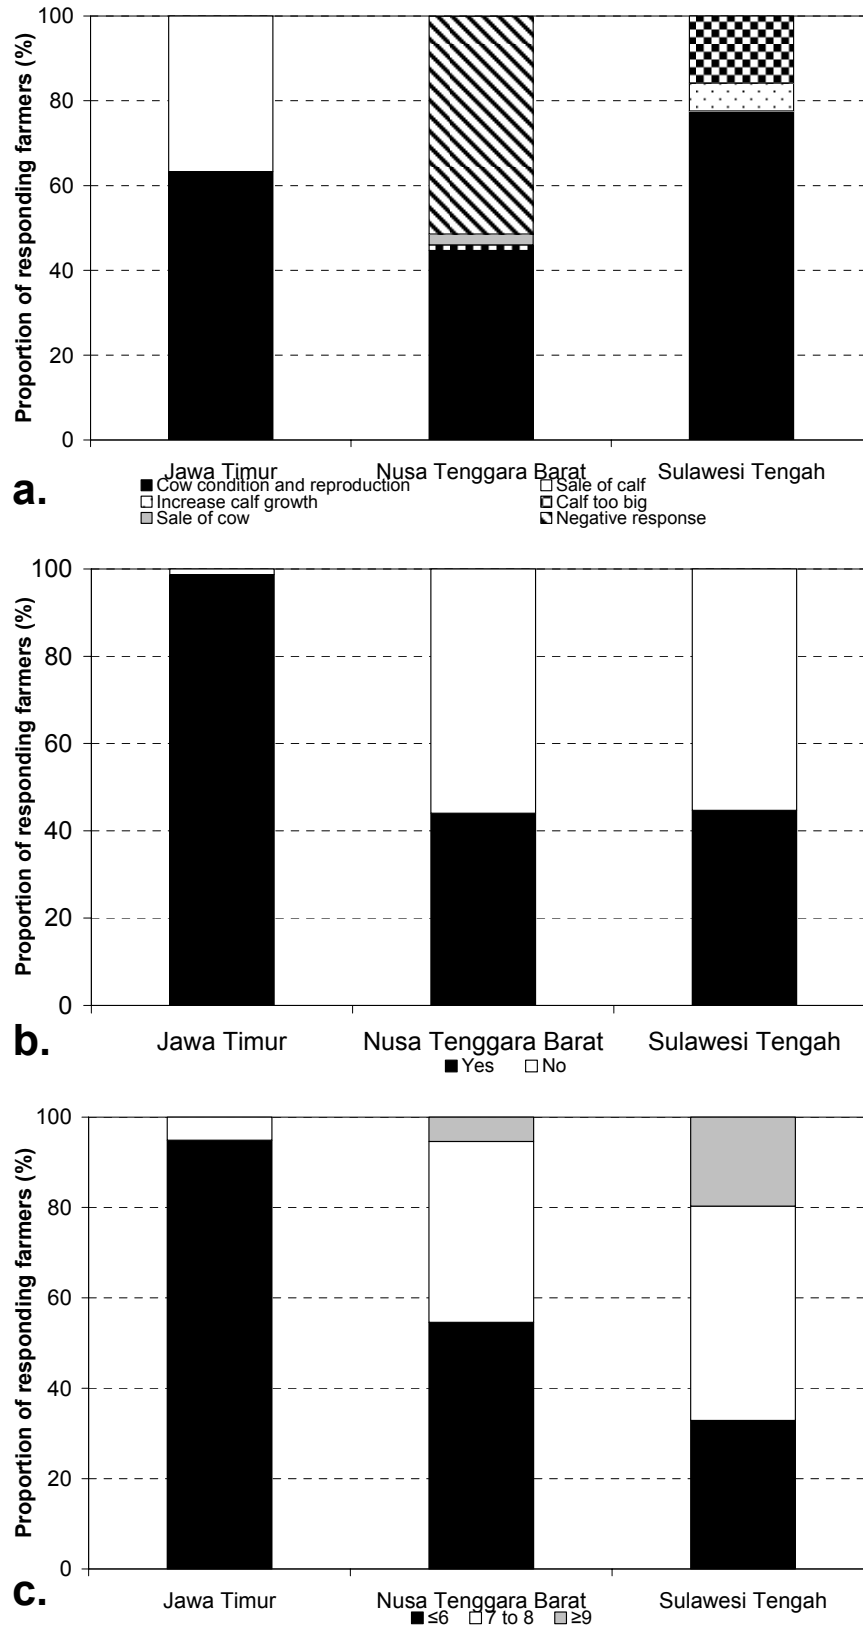 Proportion of responding farmers (%)
100
80
60
40
20
0
Jawa Timur Nusa Tenggara Barat Sulawesi Tengah
a.
Cow condition and reproduction Sale of calf
Increase calf growth Calf too big
Sale of cow Negative response
Proportion of responding farmers (%)
100
80
60
40
20
0
b.
Jawa Timur Nusa Tenggara Barat Sulawesi Tengah
Yes No
Proportion of responding farmers (%)
100
80
60
40
20
0
c.
Jawa Timur Nusa Tenggara Barat Sulawesi Tengah
≤6 7 to 8 ≥9